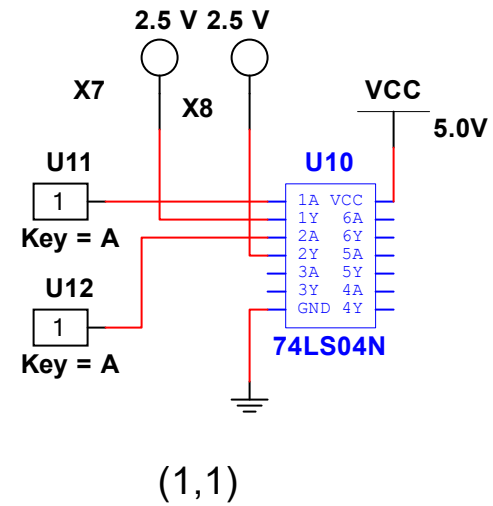 2.5 V 2.5 V
X7
X8
VCC
5.0V
U11
U10
1
Key = A
1A VCC
1Y 6A
2A 6Y
2Y 5A
3A 5Y
3Y 4A
GND 4Y
U12
1
Key = A
74LS04N
(1,1)